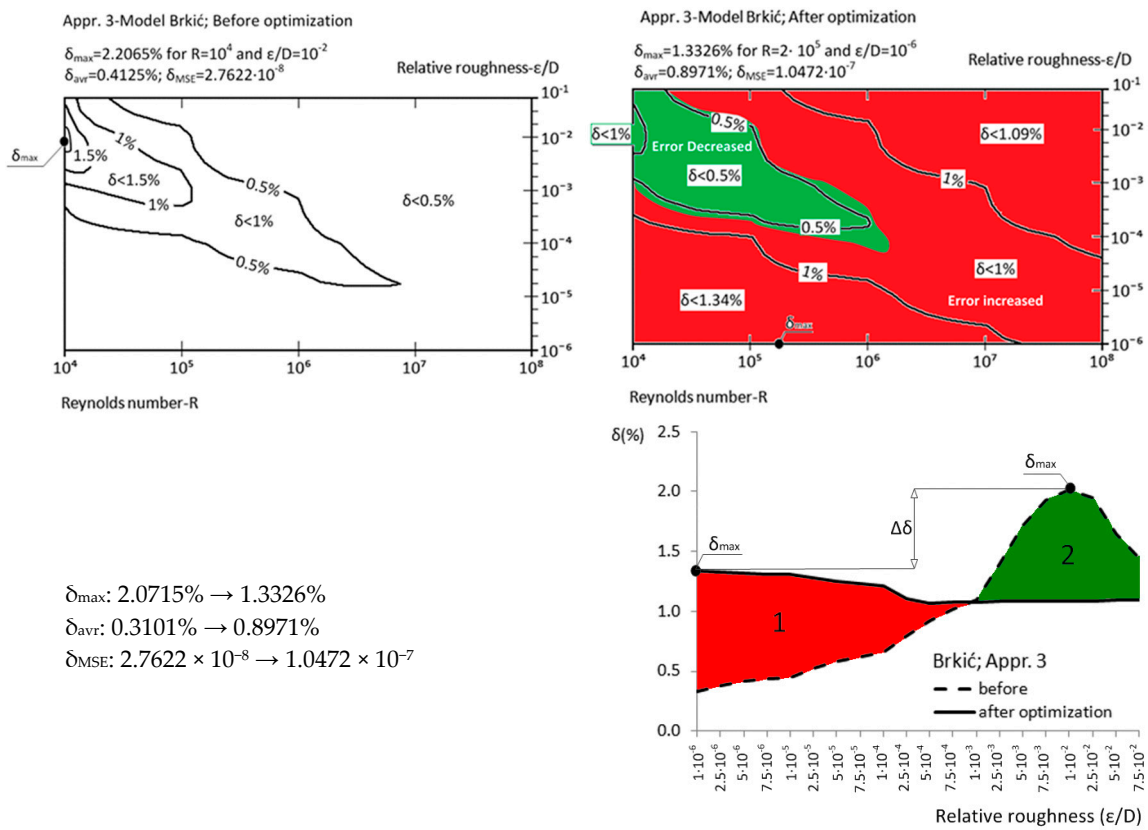 Appr. 3-Model Brkić; Before optimization
δmax=2.2065% for R=10⁴ and ε/D=10⁻²
δavr=0.4125%; δMSE=2.7622·10⁻⁸
Relative roughness-ε/D
10⁻¹
10⁻²
10⁻³
10⁻⁴
10⁻⁵
10⁻⁶
δmax
1.5%
1%
δ<1.5%
1%
0.5%
δ<1%
δ<0.5%
0.5%
10⁴
10⁵
10⁶
10⁷
10⁸
Reynolds number-R
Appr. 3-Model Brkić; After optimization
δmax=1.3326% for R=2· 10⁵ and ε/D=10⁻⁶
δavr=0.8971%; δMSE=1.0472·10⁻⁷
Relative roughness-ε/D
10⁻¹
10⁻²
10⁻³
10⁻⁴
10⁻⁵
10⁻⁶
δ<1%
0.5%
Error Decreased
δ<0.5%
δ<1.09%
1%
0.5%
1%
δ<1%
δ<1.34%
Error increased
δmax
10⁴
10⁵
10⁶
10⁷
10⁸
Reynolds number-R
δmax: 2.0715% → 1.3326%
δavr: 0.3101% → 0.8971%
δMSE: 2.7622 × 10⁻⁸ → 1.0472 × 10⁻⁷
δ(%)
2.5
2.0
1.5
1.0
0.5
0.0
δmax
Δδ
δmax
1
2
Brkić; Appr. 3
before
after optimization
1·10⁻⁶
2.5·10⁻⁶
5·10⁻⁶
7.5·10⁻⁶
1·10⁻⁵
2.5·10⁻⁵
5·10⁻⁵
7.5·10⁻⁵
1·10⁻⁴
2.5·10⁻⁴
5·10⁻⁴
7.5·10⁻⁴
1·10⁻³
2.5·10⁻³
5·10⁻³
7.5·10⁻³
1·10⁻²
2.5·10⁻²
5·10⁻²
7.5·10⁻²
Relative roughness (ε/D)